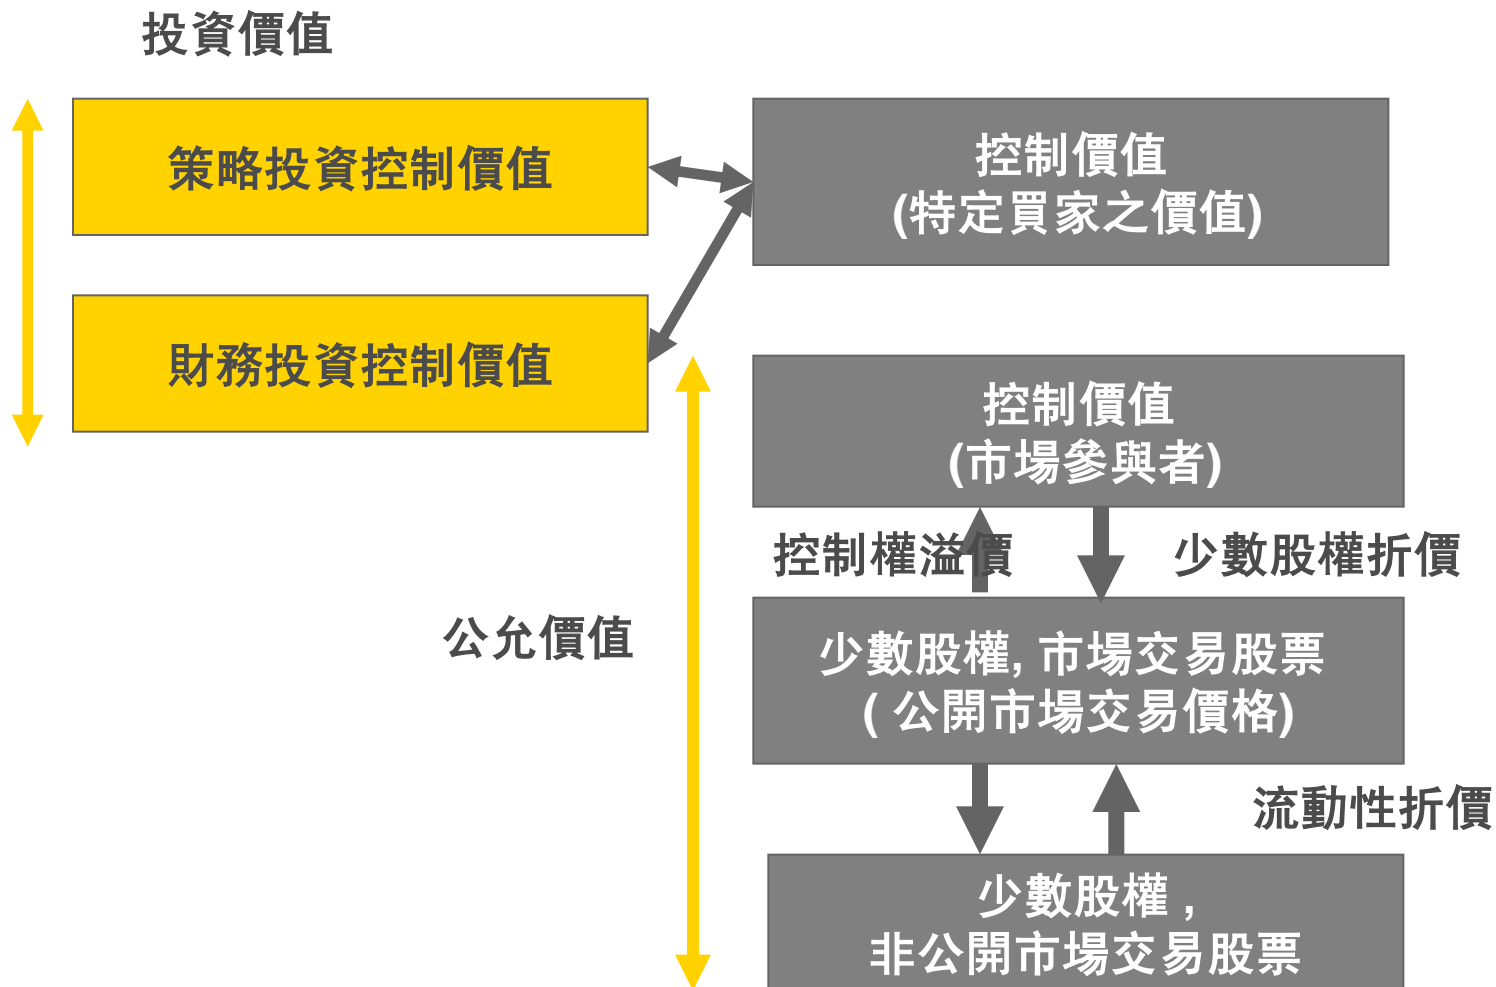 投資價值
策略投資控制價值
控制價值
(特定買家之價值)
財務投資控制價值
控制價值
(市場參與者)
控制權溢價
少數股權折價
公允價值
少數股權, 市場交易股票
( 公開市場交易價格)
流動性折價
少數股權 ,
非公開市場交易股票